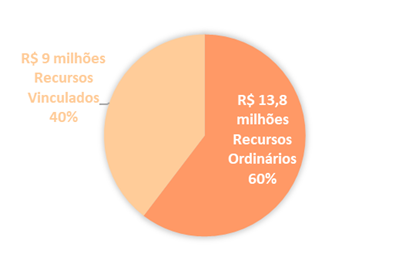 R$ 9 milhões
Recursos
Vinculados
40%
R$ 13,8
milhões
Recursos
Ordinários
60%